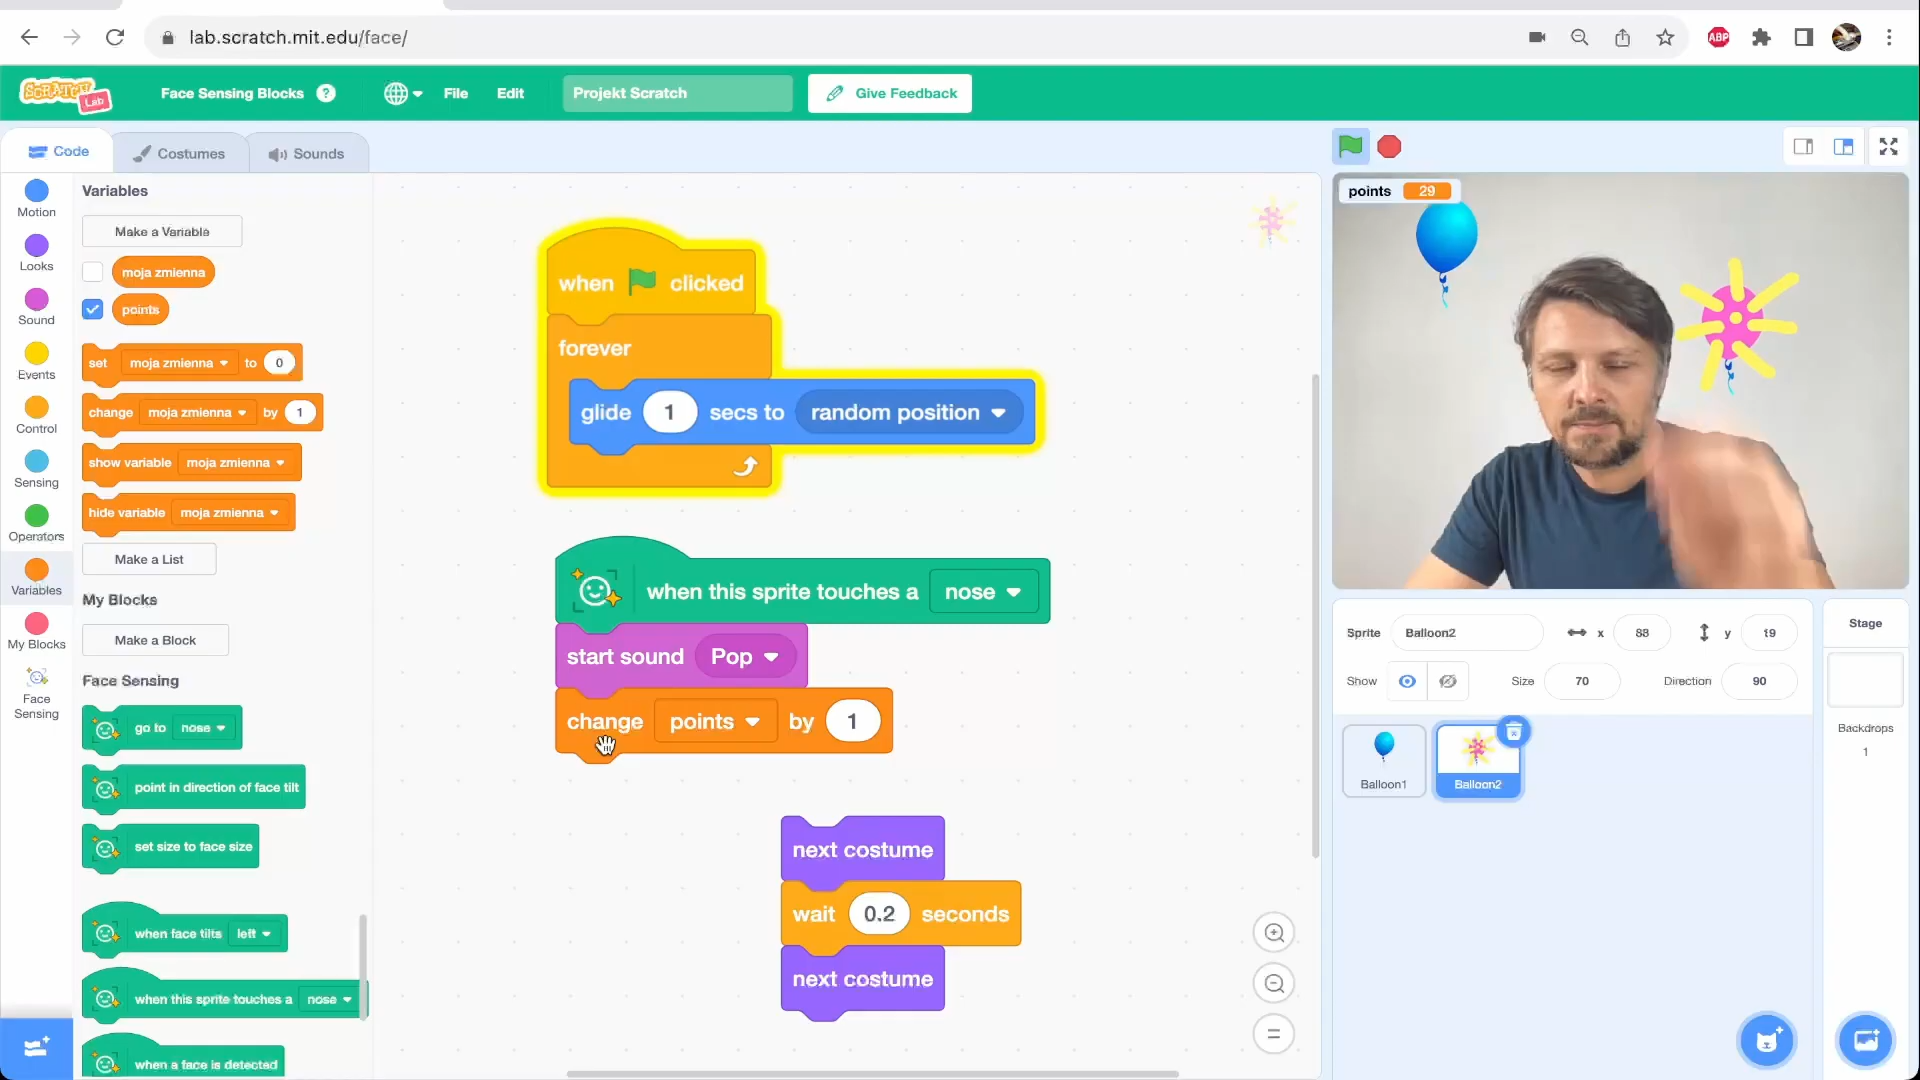 lab.scratch.mit.edu/face/
ABP
SCRATCH
Lab
Face Sensing Blocks ?
File
Edit
Projekt Scratch
Give Feedback
Code
Costumes
Sounds
Motion
Looks
Sound
Events
Control
Sensing
Operators
Variables
My Blocks
Face
Sensing
Variables
Make a Variable
moja zmienna
points
set moja zmienna to 0
change moja zmienna by 1
show variable moja zmienna
hide variable moja zmienna
Make a List
My Blocks
Make a Block
Face Sensing
go to nose
point in direction of face tilt
set size to face size
when face tilts left
when this sprite touches a nose
when a face is detected
when clicked
forever
glide 1 secs to random position
when this sprite touches a nose
start sound Pop
change points by 1
next costume
wait 0.2 seconds
next costume
points 29
Sprite Balloon2 x 88 y 19
Show Size 70 Direction 90
Balloon1
Balloon2
Stage
Backdrops
1